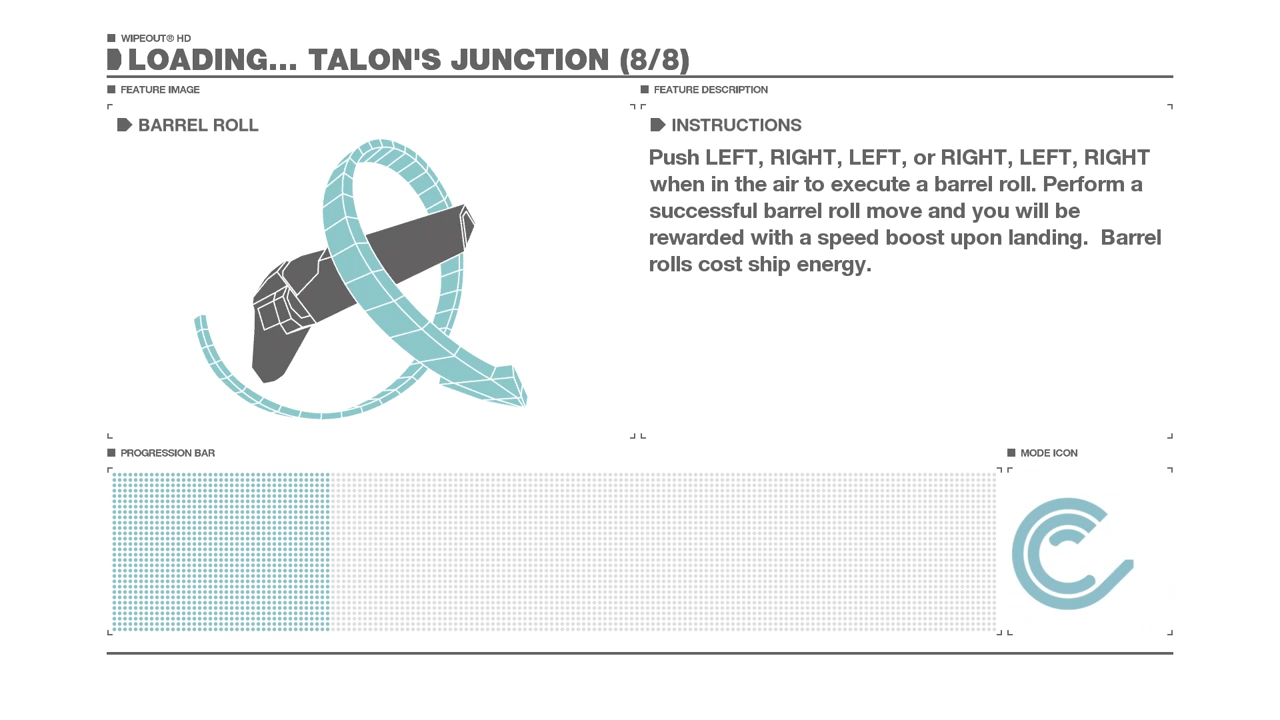 WIPEOUT® HD
LOADING... TALON'S JUNCTION (8/8)
FEATURE IMAGE
FEATURE DESCRIPTION
BARREL ROLL
INSTRUCTIONS
Push LEFT, RIGHT, LEFT, or RIGHT, LEFT, RIGHT
when in the air to execute a barrel roll. Perform a
successful barrel roll move and you will be
rewarded with a speed boost upon landing.  Barrel
rolls cost ship energy.
PROGRESSION BAR
MODE ICON